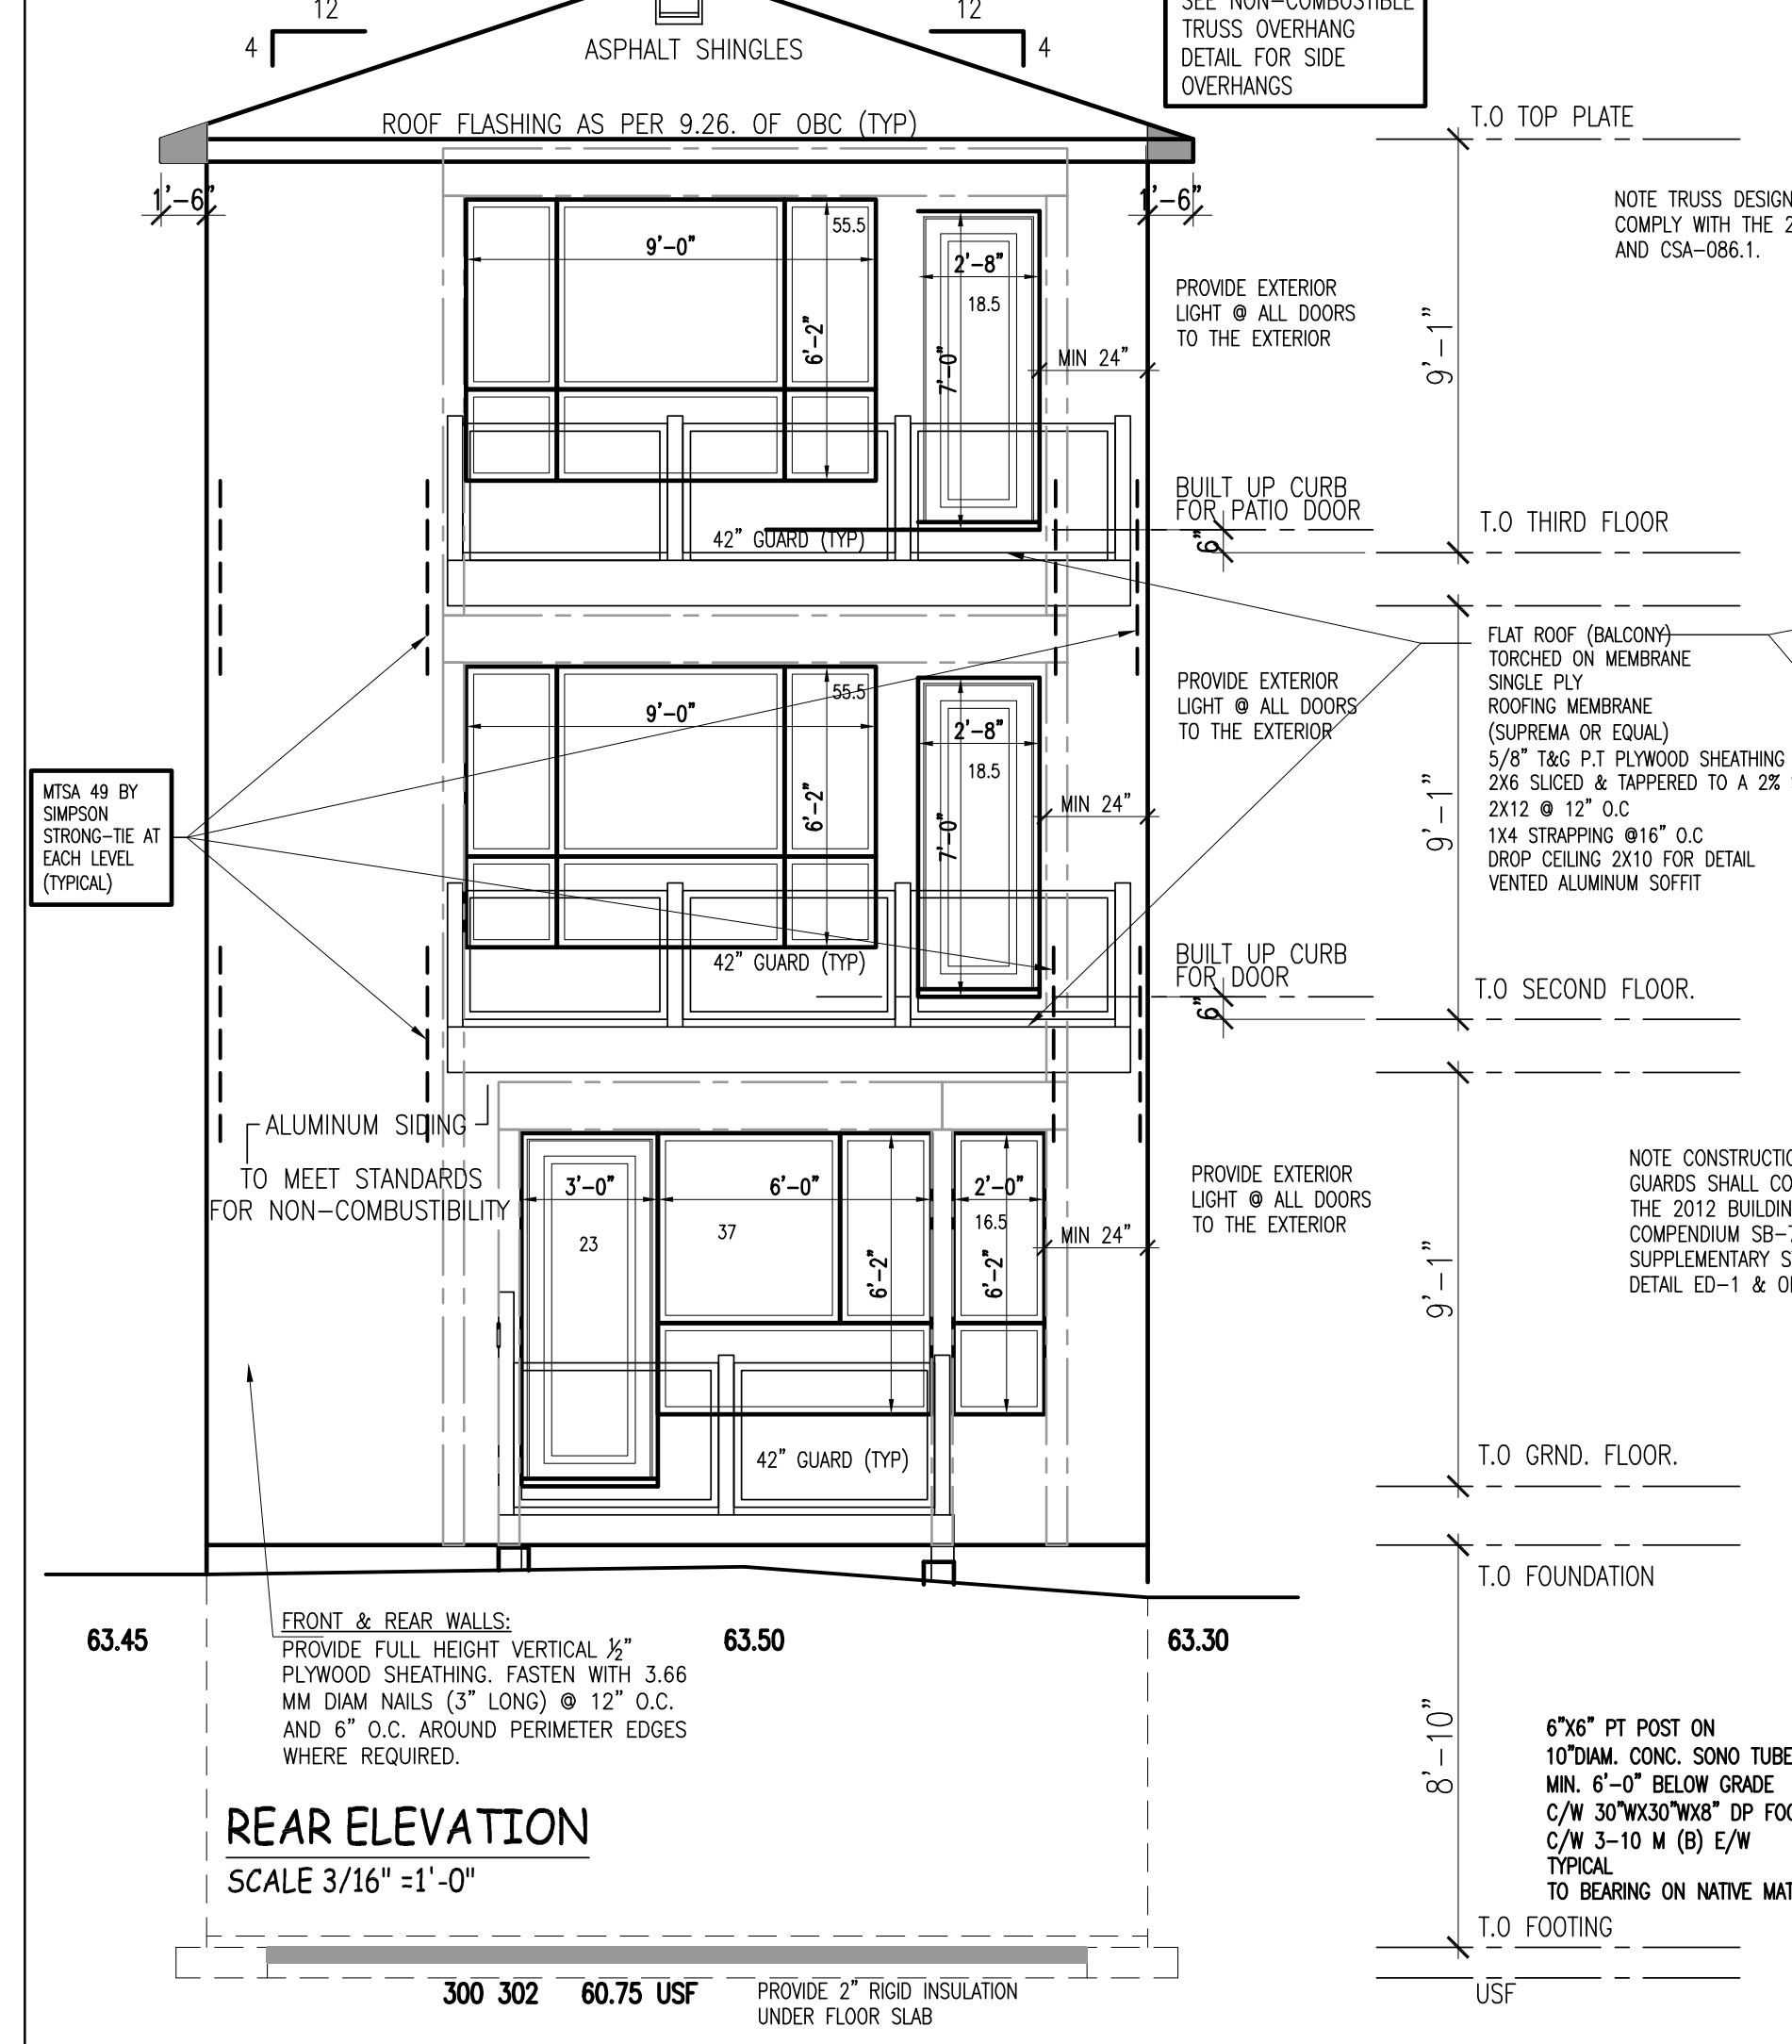 12
12
4
4
ASPHALT SHINGLES
SEE NON-COMBUSTIBLE
TRUSS OVERHANG
DETAIL FOR SIDE
OVERHANGS
ROOF FLASHING AS PER 9.26. OF OBC (TYP)
T.O TOP PLATE
1'-6"
1'-6"
NOTE TRUSS DESIGN
COMPLY WITH THE 2
AND CSA-086.1.
9'-0"
55.5
6'-2"
2'-8"
18.5
7'-0"
MIN 24"
PROVIDE EXTERIOR
LIGHT @ ALL DOORS
TO THE EXTERIOR
9'-1"
42" GUARD (TYP)
BUILT UP CURB
FOR PATIO DOOR
6"
T.O THIRD FLOOR
FLAT ROOF (BALCONY)
TORCHED ON MEMBRANE
SINGLE PLY
ROOFING MEMBRANE
(SUPREMA OR EQUAL)
5/8" T&G P.T PLYWOOD SHEATHING
2X6 SLICED & TAPPERED TO A 2%
2X12 @ 12" O.C
1X4 STRAPPING @16" O.C
DROP CEILING 2X10 FOR DETAIL
VENTED ALUMINUM SOFFIT
9'-0"
55.5
6'-2"
2'-8"
18.5
7'-0"
MIN 24"
PROVIDE EXTERIOR
LIGHT @ ALL DOORS
TO THE EXTERIOR
9'-1"
MTSA 49 BY
SIMPSON
STRONG-TIE AT
EACH LEVEL
(TYPICAL)
42" GUARD (TYP)
BUILT UP CURB
FOR DOOR
6"
T.O SECOND FLOOR.
ALUMINUM SIDING
TO MEET STANDARDS
FOR NON-COMBUSTIBILITY
3'-0"
23
6'-0"
37
6'-2"
2'-0"
16.5
6'-2"
MIN 24"
PROVIDE EXTERIOR
LIGHT @ ALL DOORS
TO THE EXTERIOR
9'-1"
NOTE CONSTRUCTIO
GUARDS SHALL CO
THE 2012 BUILDIN
COMPENDIUM SB-7
SUPPLEMENTARY S
DETAIL ED-1 &
42" GUARD (TYP)
T.O GRND. FLOOR.
T.O FOUNDATION
63.45
63.50
63.30
FRONT & REAR WALLS:
PROVIDE FULL HEIGHT VERTICAL ½"
PLYWOOD SHEATHING. FASTEN WITH 3.66
MM DIAM NAILS (3" LONG) @ 12" O.C.
AND 6" O.C. AROUND PERIMETER EDGES
WHERE REQUIRED.
8'-10"
6"X6" PT POST ON
10"DIAM. CONC. SONO TUBE
MIN. 6'-0" BELOW GRADE
C/W 30"WX30"WX8" DP FOO
C/W 3-10 M (B) E/W
TYPICAL
TO BEARING ON NATIVE MAT
REAR ELEVATION
SCALE 3/16" =1'-0"
T.O FOOTING
300 302 60.75 USF
PROVIDE 2" RIGID INSULATION
UNDER FLOOR SLAB
USF